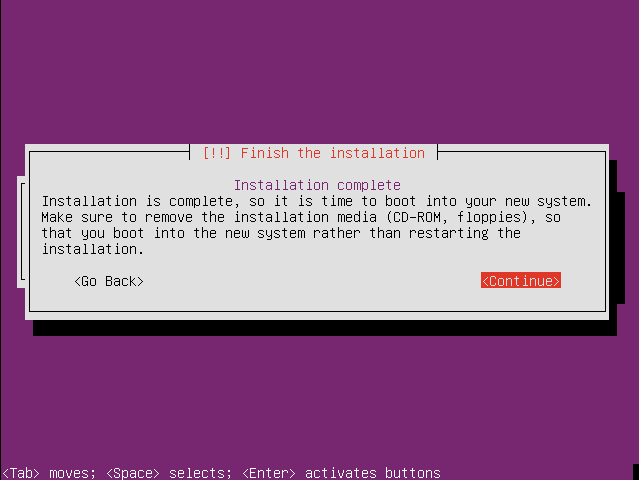 [!!] Finish the installation
Installation complete
Installation is complete, so it is time to boot into your new system.
Make sure to remove the installation media (CD-ROM, floppies), so
that you boot into the new system rather than restarting the
installation.
<Go Back> <Continue>
<Tab> moves; <Space> selects; <Enter> activates buttons